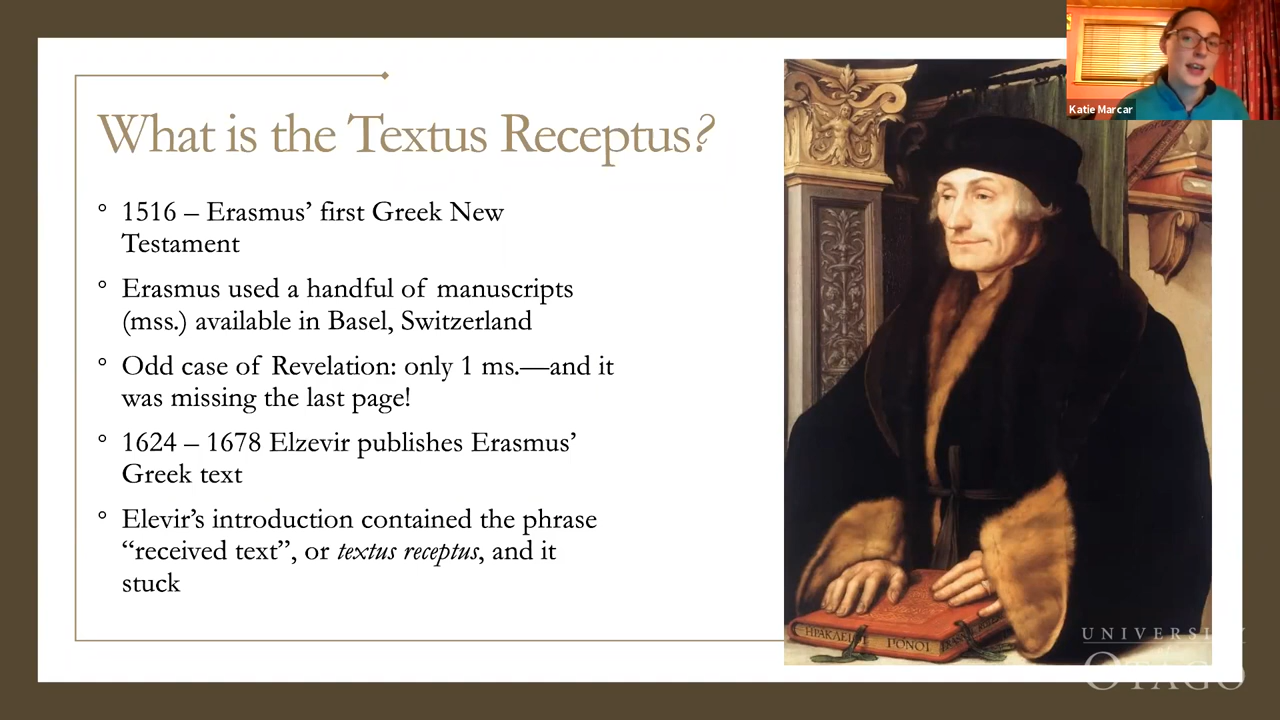 Katie Marcar
What is the Textus Receptus?
° 1516 – Erasmus’ first Greek New
Testament
° Erasmus used a handful of manuscripts
(mss.) available in Basel, Switzerland
° Odd case of Revelation: only 1 ms.—and it
was missing the last page!
° 1624 – 1678 Elzevir publishes Erasmus’
Greek text
° Elevir’s introduction contained the phrase
“received text”, or textus receptus, and it
stuck
ΗΡΑΚΛΕΙΟΙ ΠΟΝΟΙ
UNIVERSITY
OTAGO